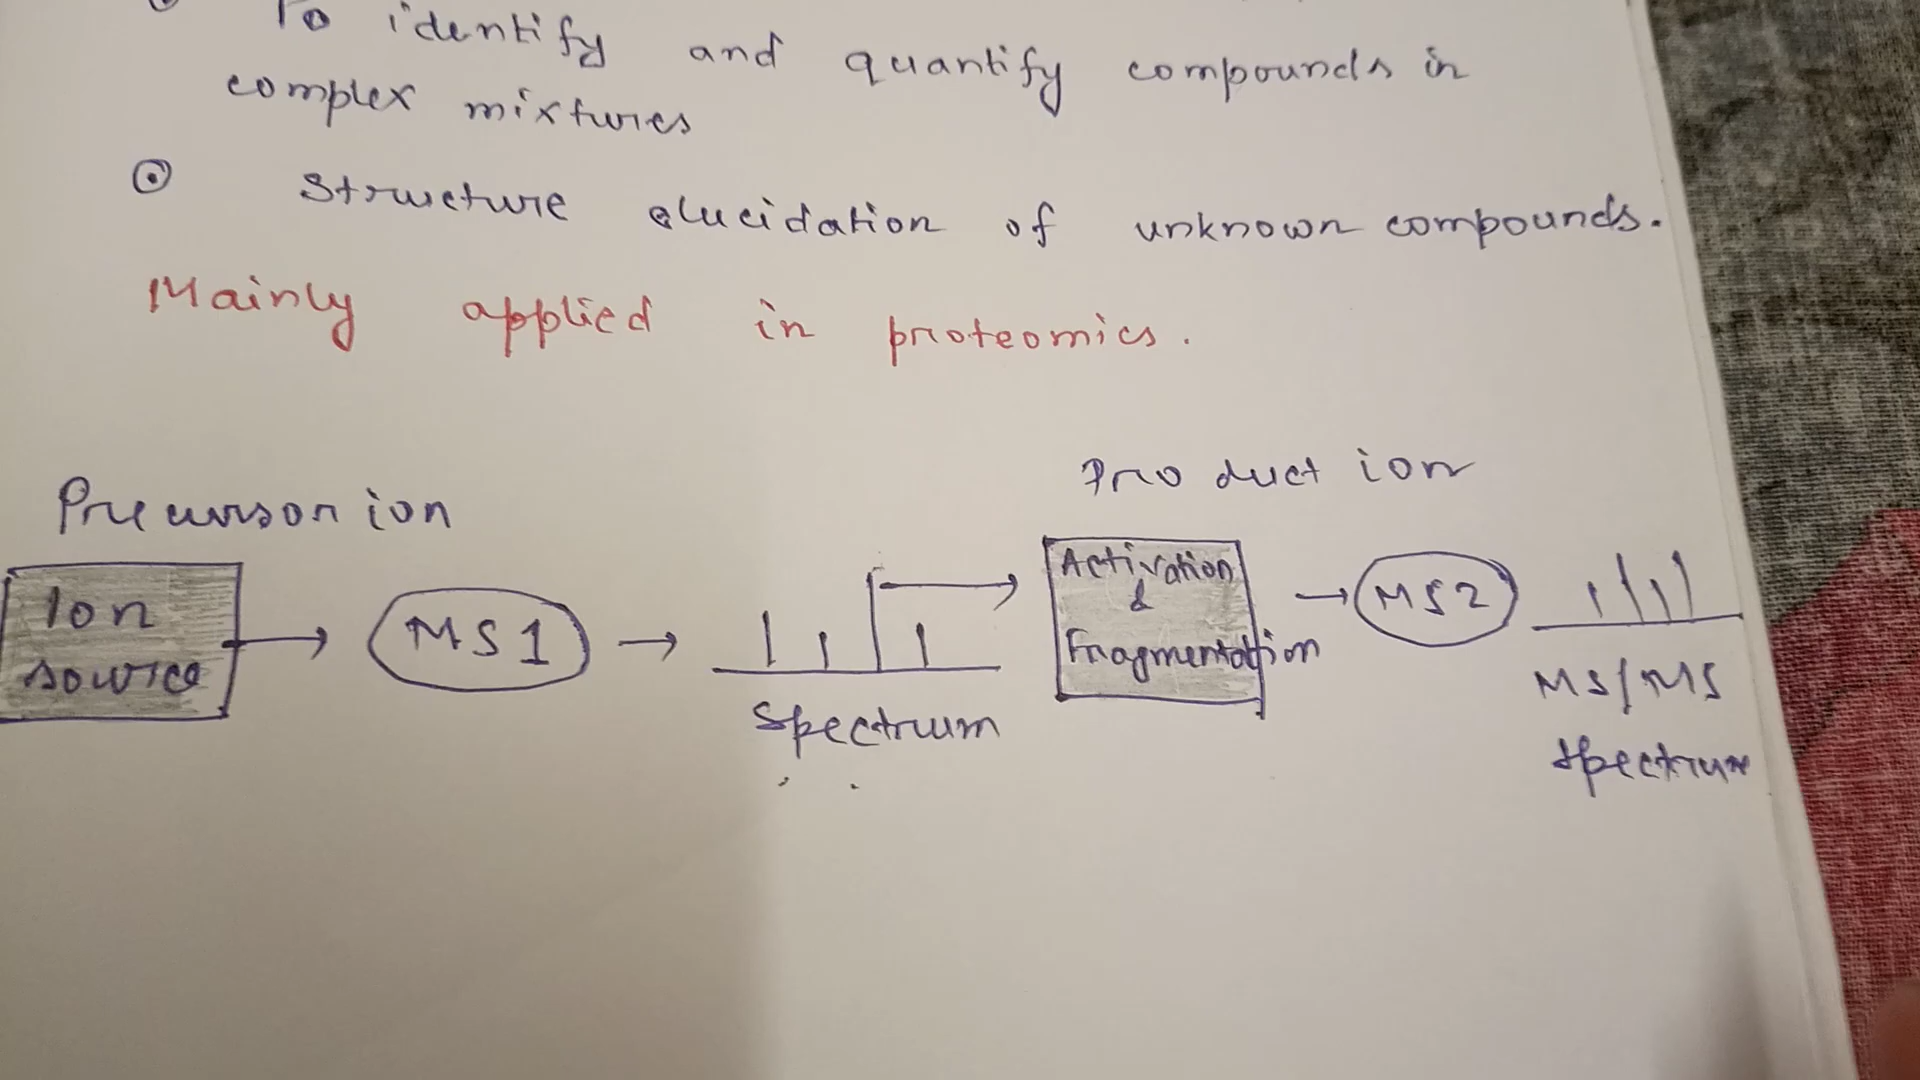 To identify and quantify compounds in
complex mixtures
Structure elucidation of unknown compounds.
Mainly applied in proteomics.
Precursor ion
Product ion
Ion
source
MS1
Spectrum
Activation
&
Fragmentation
MS2
MS/MS
Spectrum